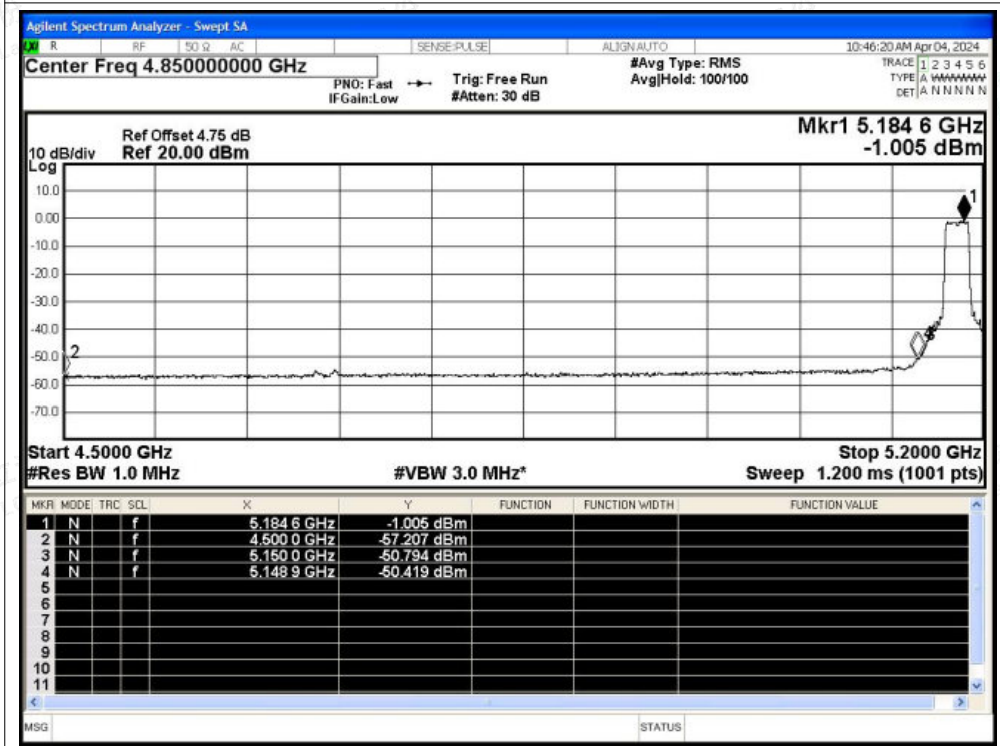 Agilent Spectrum Analyzer - Swept SA
LXI R RF 50 Ω AC SENSE:PULSE ALIGN AUTO 10:46:20 AM Apr 04, 2024
Center Freq 4.850000000 GHz
PNO: Fast
IFGain:Low
Trig: Free Run
#Atten: 30 dB
#Avg Type: RMS
Avg|Hold: 100/100
TRACE 1 2 3 4 5 6
TYPE A WWWWW
DET A N N N N N
Mkr1 5.184 6 GHz
-1.005 dBm
Ref Offset 4.75 dB
10 dB/div Ref 20.00 dBm
Log
10.0
0.00
-10.0
-20.0
-30.0
-40.0
-50.0
-60.0
-70.0
1
2
Start 4.5000 GHz Stop 5.2000 GHz
#Res BW 1.0 MHz #VBW 3.0 MHz* Sweep 1.200 ms (1001 pts)
MKR MODE TRC SCL X Y FUNCTION FUNCTION WIDTH FUNCTION VALUE
1 N f 5.184 6 GHz -1.005 dBm
2 N f 4.500 0 GHz -57.207 dBm
3 N f 5.150 0 GHz -50.794 dBm
4 N f 5.148 9 GHz -50.419 dBm
5
6
7
8
9
10
11
MSG STATUS